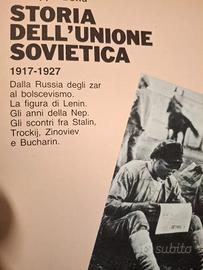 STORIA
DELL'UNIONE
SOVIETICA
1917-1927
Dalla Russia degli zar
al bolscevismo.
La figura di Lenin.
Gli anni della Nep.
Gli scontri fra Stalin,
Trockij, Zinoviev
e Bucharin.
subito